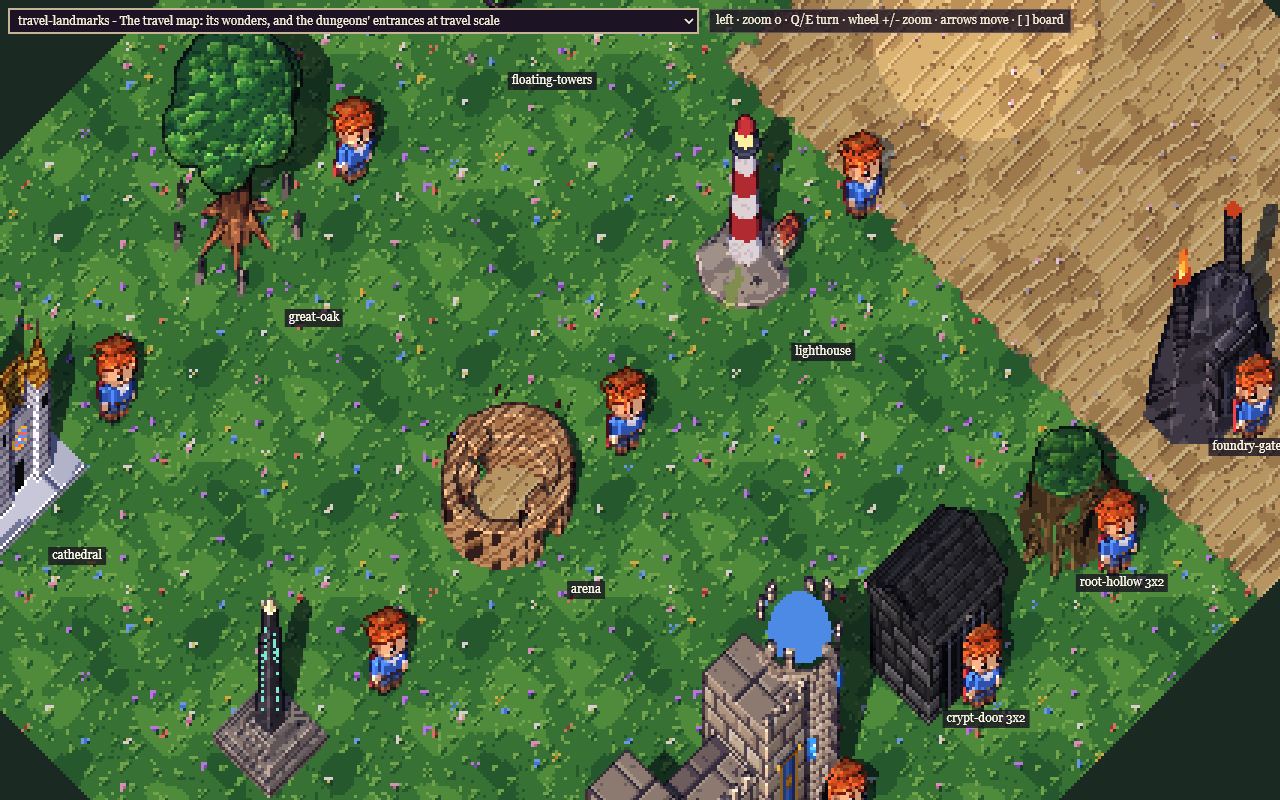 travel-landmarks - The travel map: its wonders, and the dungeons' entrances at travel scale
left · zoom 0 · Q/E turn · wheel +/- zoom · arrows move · [ ] board
floating-towers
great-oak
lighthouse
foundry-gate
cathedral
arena
root-hollow 3x2
crypt-door 3x2